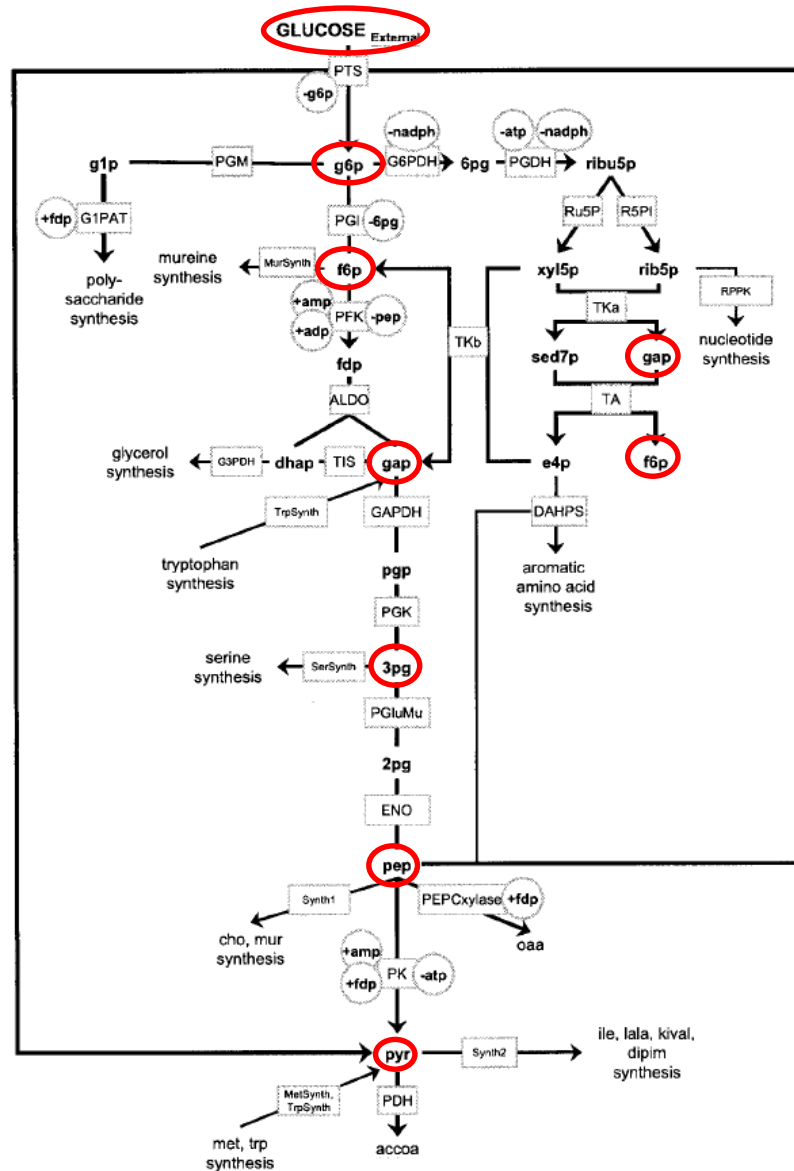 GLUCOSE External
PTS
-g6p
-nadph
-atp
-nadph
g1p
PGM
g6p
G6PDH
6pg
PGDH
ribu5p
+fdp
G1PAT
PGI
-6pg
Ru5P
R5PI
poly-
saccharide
synthesis
mureine
synthesis
MurSynth
f6p
xyl5p
rib5p
+amp
+adp
PFK
-pep
TKa
RPPK
nucleotide
synthesis
TKb
fdp
sed7p
gap
ALDO
TA
glycerol
synthesis
G3PDH
dhap
TIS
gap
e4p
f6p
TrpSynth
GAPDH
DAHPS
tryptophan
synthesis
aromatic
amino acid
synthesis
pgp
PGK
serine
synthesis
SerSynth
3pg
PGluMu
2pg
ENO
pep
Synth1
PEPCxylase
+fdp
cho, mur
synthesis
oaa
+amp
+fdp
PK
-atp
pyr
Synth2
ile, lala, kival,
dipim
synthesis
MetSynth,
TrpSynth
PDH
met, trp
synthesis
accoa